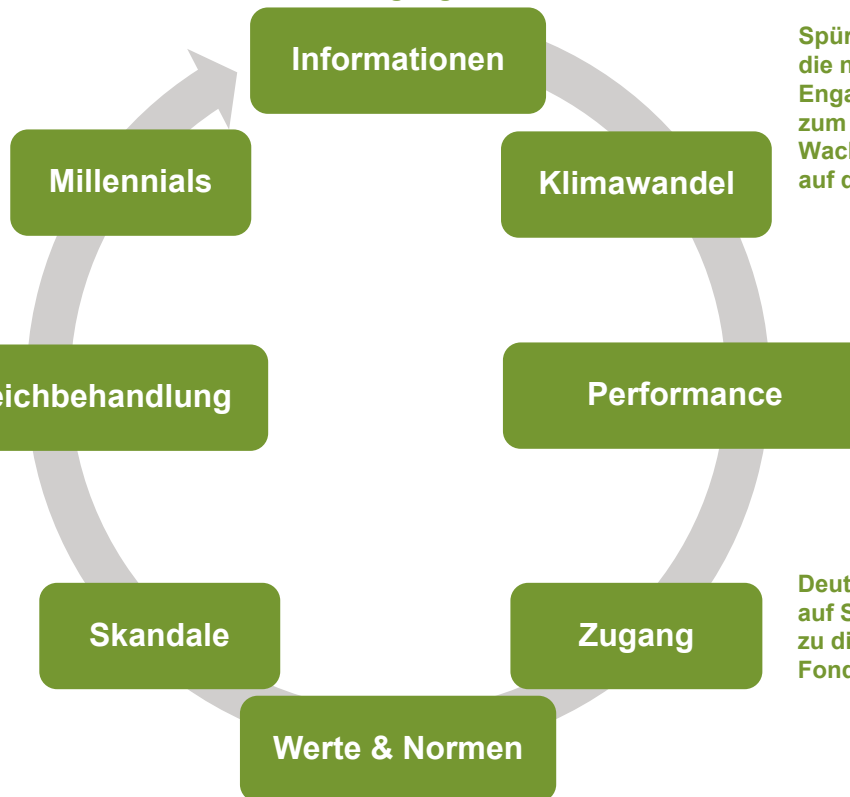 Informationen
Klimawandel
Performance
Zugang
Werte & Normen
Skandale
eichbehandlung
Millennials
Spür
die n
Enga
zum
Wacl
auf d
Deut
auf S
zu di
Fond